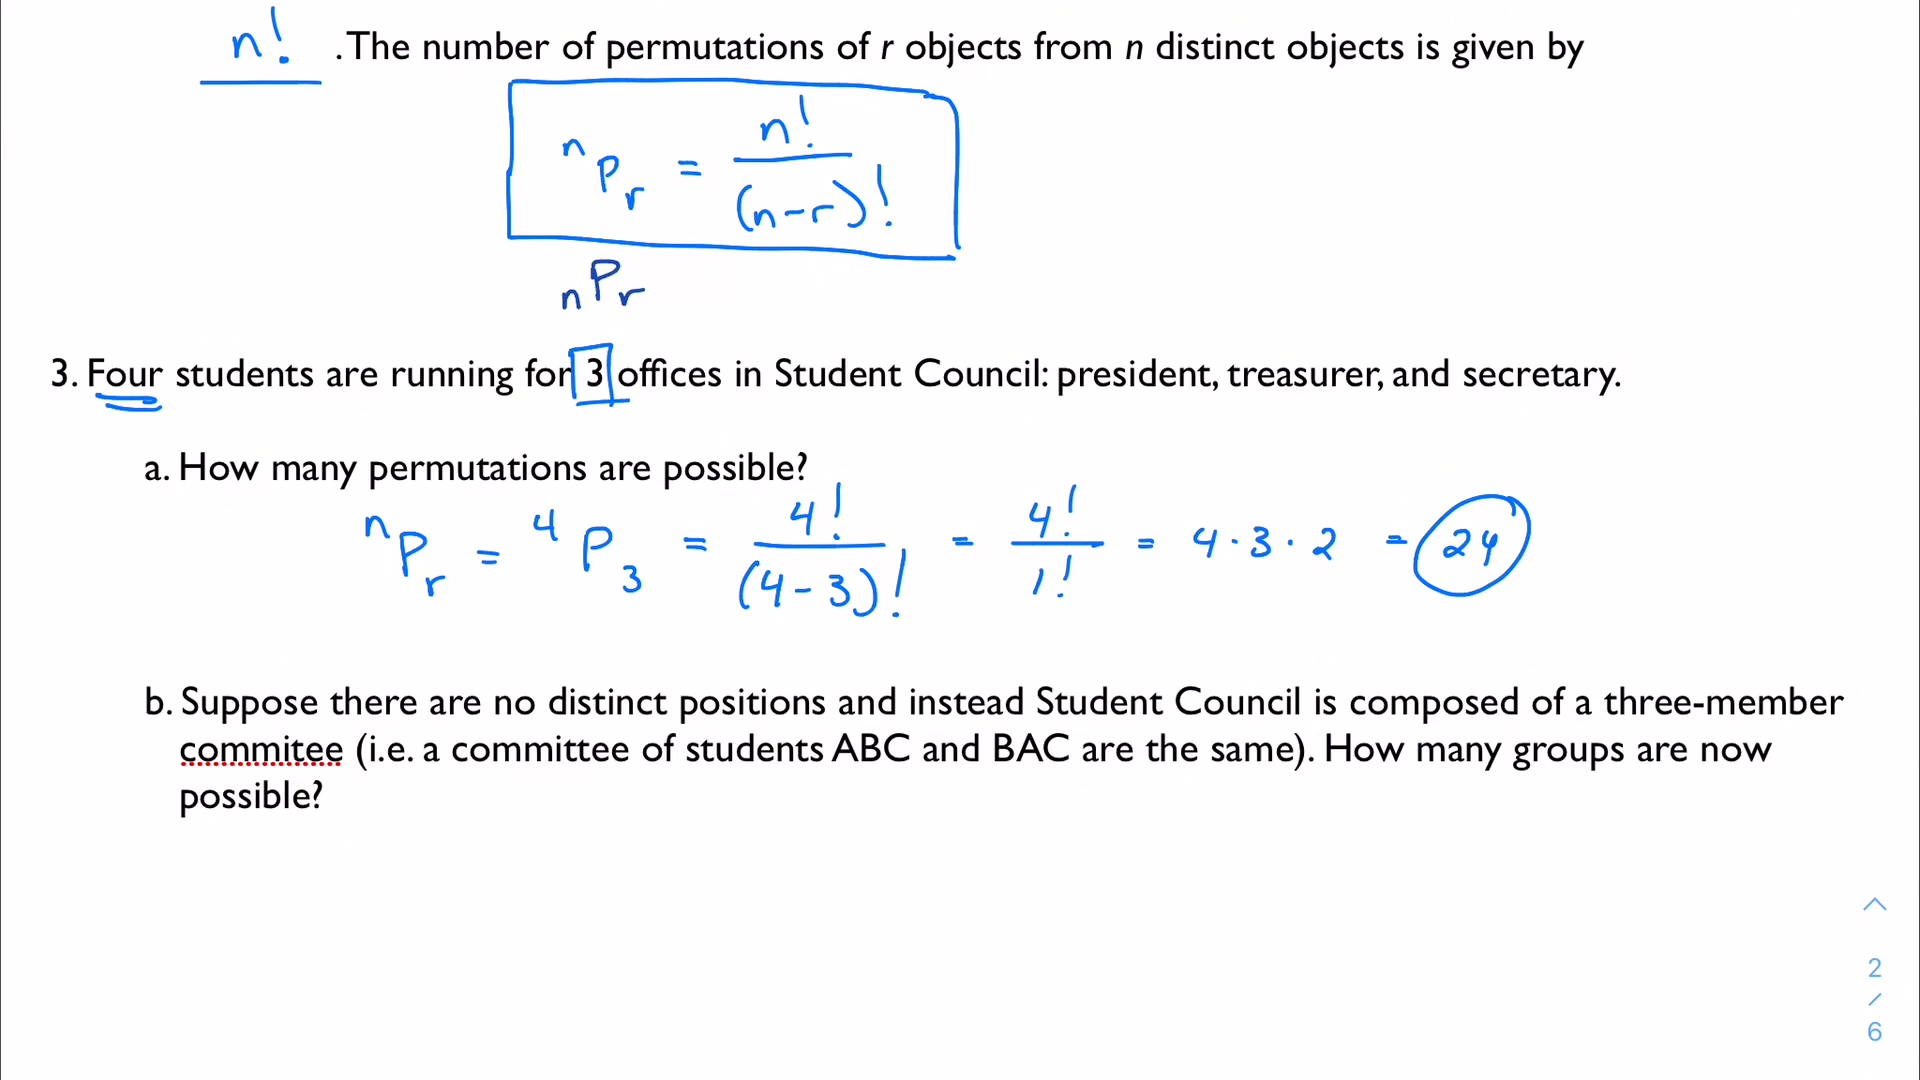 n! . The number of permutations of r objects from n distinct objects is given by
nPr = n! / (n-r)!
nPr
3. Four students are running for 3 offices in Student Council: president, treasurer, and secretary.
a. How many permutations are possible?
nPr = 4P3 = 4! / (4-3)! = 4! / 1! = 4·3·2 = 24
b. Suppose there are no distinct positions and instead Student Council is composed of a three-member
commitee (i.e. a committee of students ABC and BAC are the same). How many groups are now
possible?
2
/
6